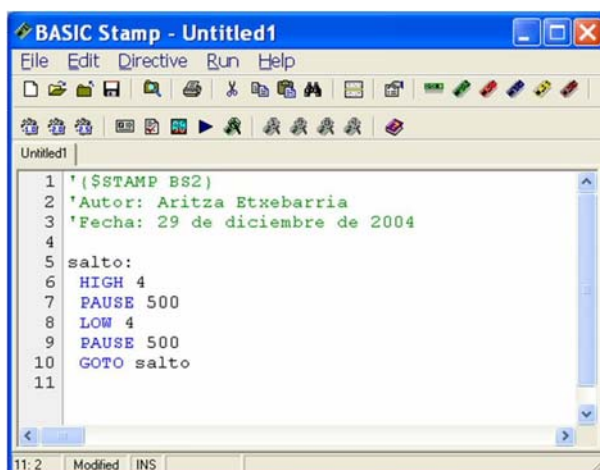 BASIC Stamp - Untitled1
File Edit Directive Run Help
Untitled1
1 '{$STAMP BS2}
2 'Autor: Aritza Etxebarria
3 'Fecha: 29 de diciembre de 2004
4
5 salto:
6 HIGH 4
7 PAUSE 500
8 LOW 4
9 PAUSE 500
10 GOTO salto
11
11: 2 Modified INS